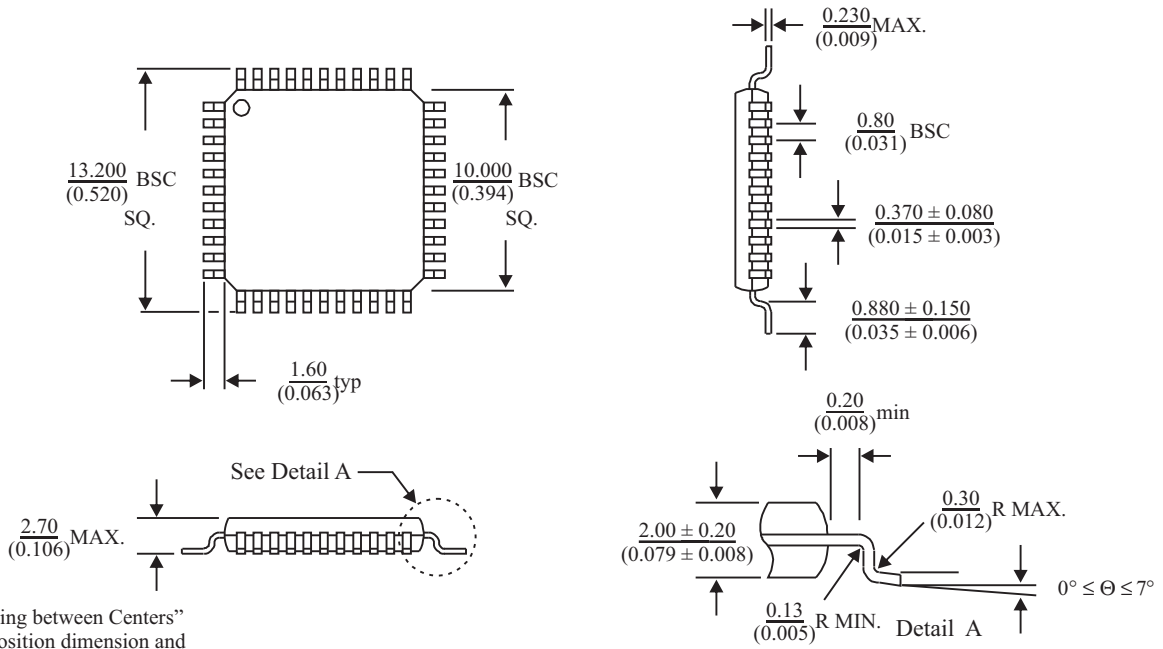 0.230
(0.009) MAX.
13.200
(0.520) BSC
SQ.
10.000
(0.394) BSC
SQ.
0.80
(0.031) BSC
0.370 ± 0.080
(0.015 ± 0.003)
0.880 ± 0.150
(0.035 ± 0.006)
1.60
(0.063) typ
0.20
(0.008) min
See Detail A
2.70
(0.106) MAX.
2.00 ± 0.20
(0.079 ± 0.008)
0.30
(0.012) R MAX.
0.13
(0.005) R MIN.
0° ≤ Θ ≤ 7°
Detail A
ing between Centers”
osition dimension and